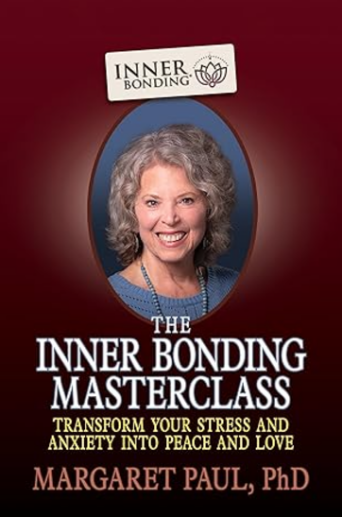 INNER
BONDING®
THE
INNER BONDING
MASTERCLASS
TRANSFORM YOUR STRESS AND
ANXIETY INTO PEACE AND LOVE
MARGARET PAUL, PhD